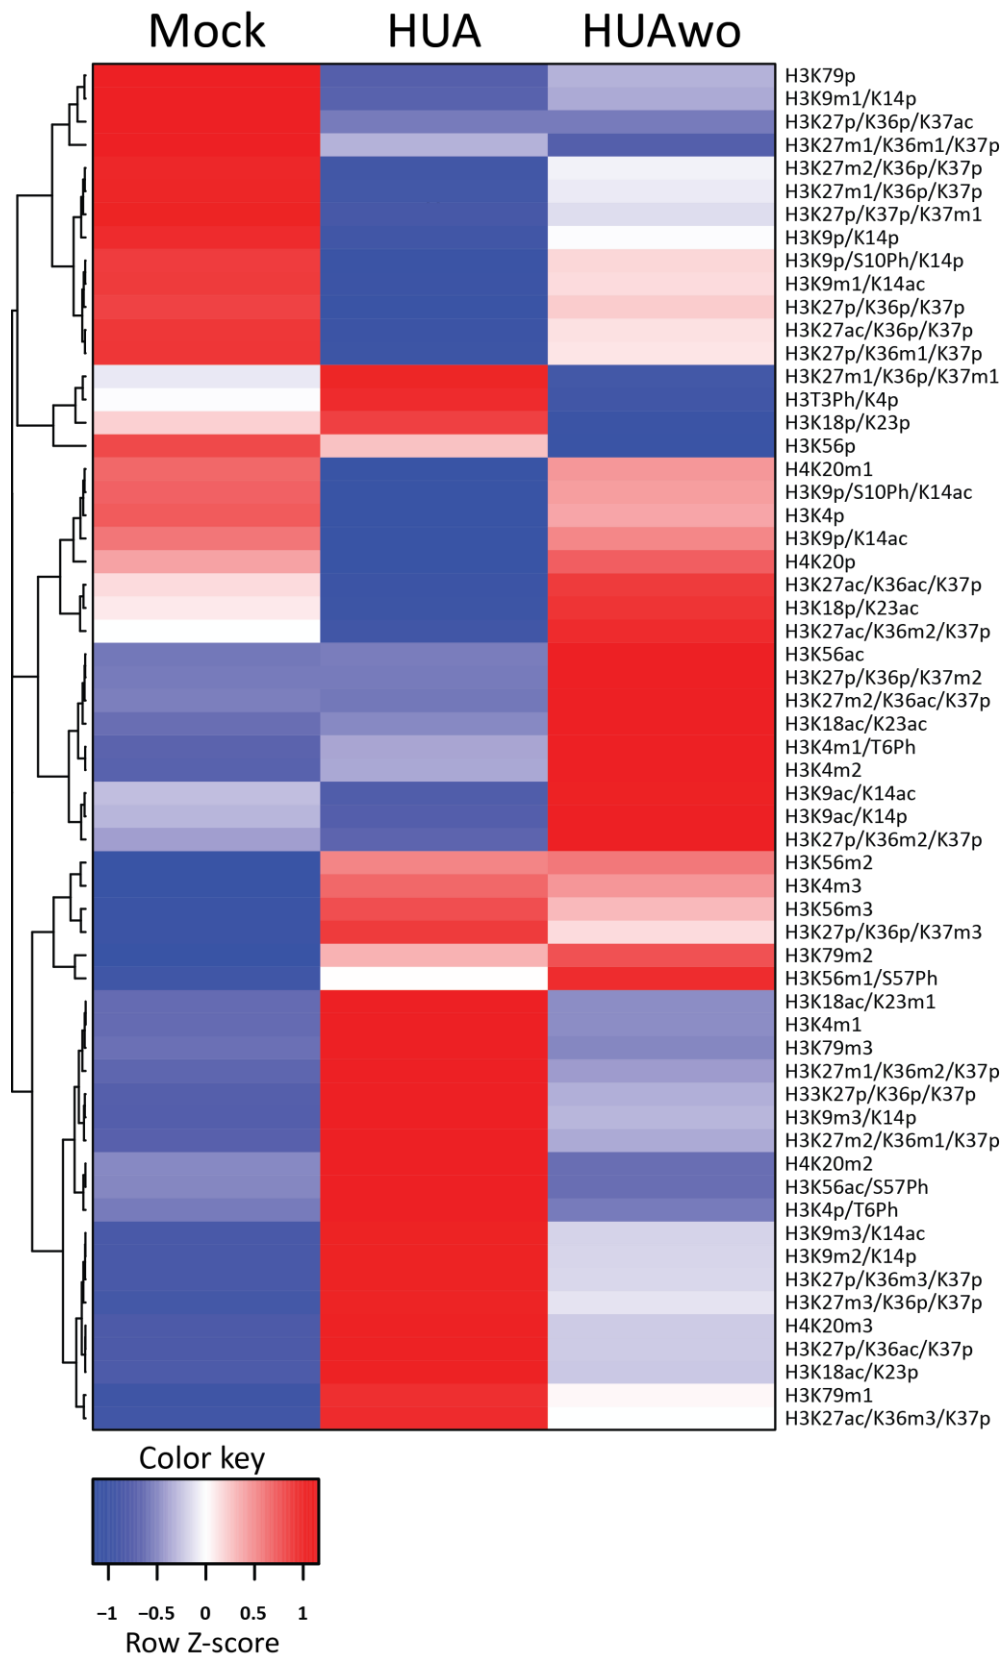 Mock HUA HUAwo
H3K79p
H3K9m1/K14p
H3K27p/K36p/K37ac
H3K27m1/K36m1/K37p
H3K27m2/K36p/K37p
H3K27m1/K36p/K37p
H3K27p/K37p/K37m1
H3K9p/K14p
H3K9p/S10Ph/K14p
H3K9m1/K14ac
H3K27p/K36p/K37p
H3K27ac/K36p/K37p
H3K27p/K36m1/K37p
H3K27m1/K36p/K37m1
H3T3Ph/K4p
H3K18p/K23p
H3K56p
H4K20m1
H3K9p/S10Ph/K14ac
H3K4p
H3K9p/K14ac
H4K20p
H3K27ac/K36ac/K37p
H3K18p/K23ac
H3K27ac/K36m2/K37p
H3K56ac
H3K27p/K36p/K37m2
H3K27m2/K36ac/K37p
H3K18ac/K23ac
H3K4m1/T6Ph
H3K4m2
H3K9ac/K14ac
H3K9ac/K14p
H3K27p/K36m2/K37p
H3K56m2
H3K4m3
H3K56m3
H3K27p/K36p/K37m3
H3K79m2
H3K56m1/S57Ph
H3K18ac/K23m1
H3K4m1
H3K79m3
H3K27m1/K36m2/K37p
H33K27p/K36p/K37p
H3K9m3/K14p
H3K27m2/K36m1/K37p
H4K20m2
H3K56ac/S57Ph
H3K4p/T6Ph
H3K9m3/K14ac
H3K9m2/K14p
H3K27p/K36m3/K37p
H3K27m3/K36p/K37p
H4K20m3
H3K27p/K36ac/K37p
H3K18ac/K23p
H3K79m1
H3K27ac/K36m3/K37p
Color key
−1 −0.5 0 0.5 1
Row Z-score